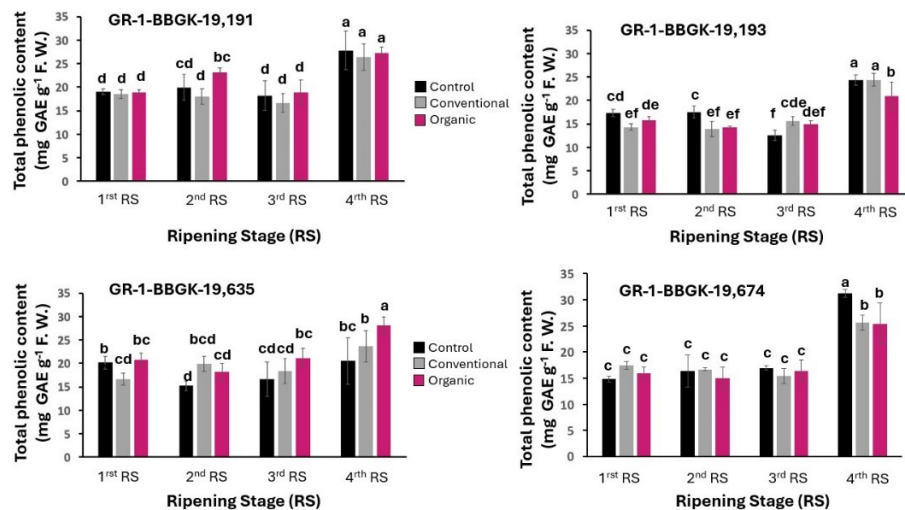 GR-1-BBGK-19,191
Total phenolic content
(mg GAE g⁻¹ F. W.)
35
30
25
20
15
10
5
0
d d d
cd d bc
d d d
a a a
Control
Conventional
Organic
1rst RS 2nd RS 3rd RS 4rth RS
Ripening Stage (RS)
GR-1-BBGK-19,193
Total phenolic content
(mg GAE g⁻¹ F. W.)
35
30
25
20
15
10
5
0
cd ef de
c ef ef
f cde def
a a b
1rst RS 2nd RS 3rd RS 4rth RS
Ripening Stage (RS)
GR-1-BBGK-19,635
Total phenolic content
(mg GAE g⁻¹ F. W.)
35
30
25
20
15
10
5
0
b cd bc
d bcd cd
cd cd bc
bc bc a
Control
Conventional
Organic
1rst RS 2nd RS 3rd RS 4rth RS
Ripening Stage (RS)
GR-1-BBGK-19,674
Total phenolic content
(mg GAE g⁻¹ F. W.)
35
30
25
20
15
10
5
0
c c c
c c c
c c c
a b b
1rst RS 2nd RS 3rd RS 4rth RS
Ripening Stage (RS)